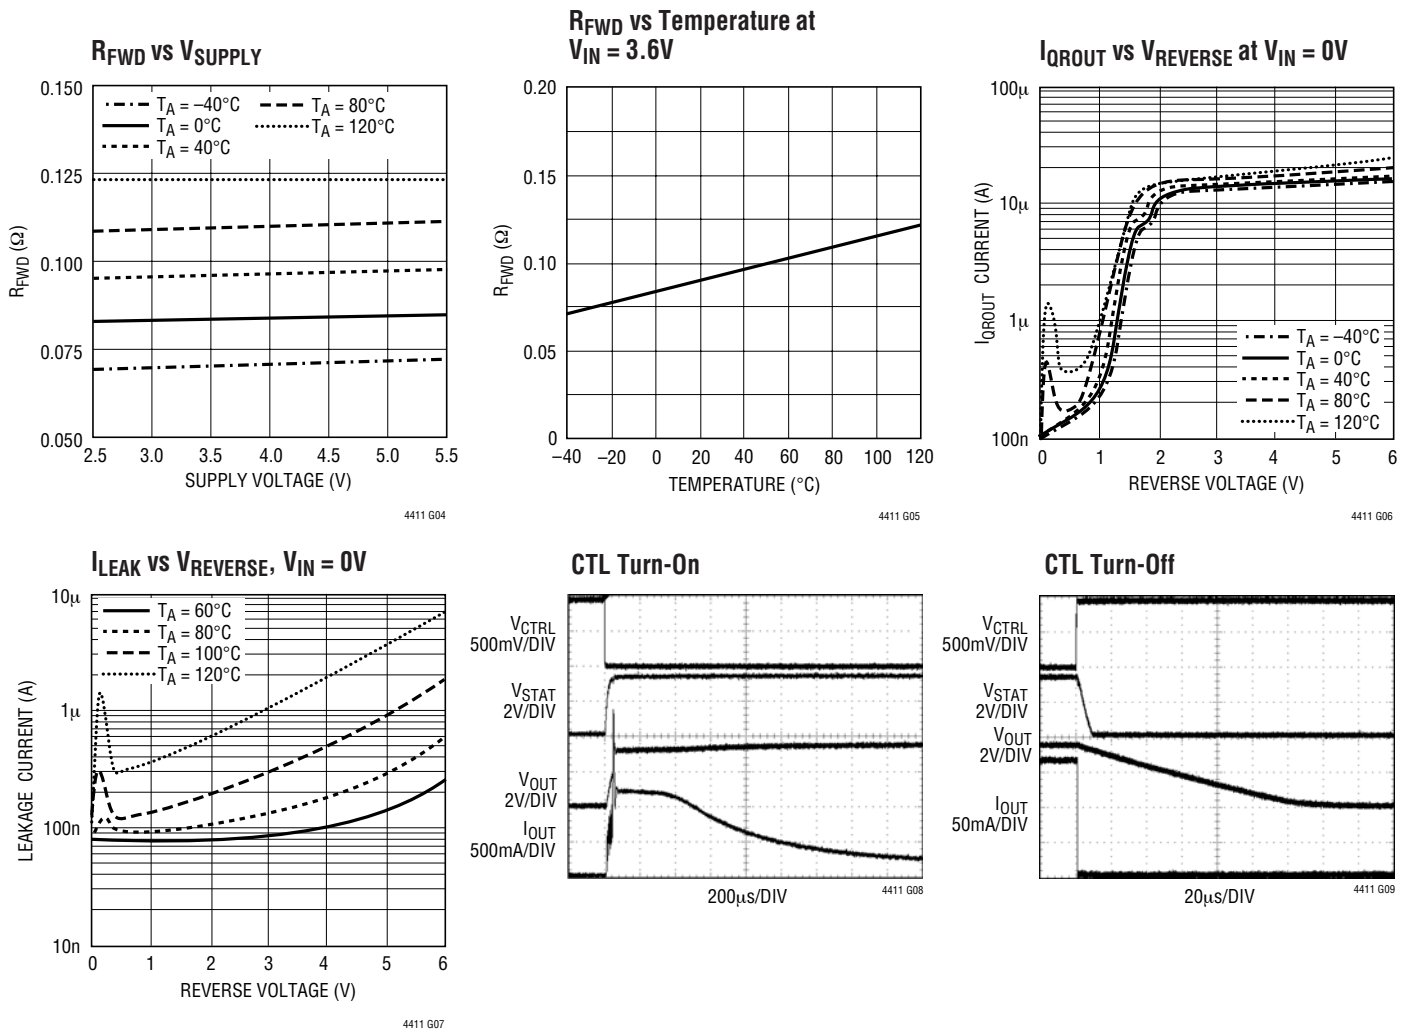 RFWD vs VSUPPLY
0.150
0.125
0.100
0.075
0.050
RFWD (Ω)
TA = –40°C
TA = 0°C
TA = 40°C
TA = 80°C
TA = 120°C
2.5 3.0 3.5 4.0 4.5 5.0 5.5
SUPPLY VOLTAGE (V)
4411 G04
RFWD vs Temperature at
VIN = 3.6V
0.20
0.15
0.10
0.05
0
RFWD (Ω)
–40 –20 0 20 40 60 80 100 120
TEMPERATURE (°C)
4411 G05
IQROUT vs VREVERSE at VIN = 0V
100µ
10µ
1µ
100n
IQROUT CURRENT (A)
TA = –40°C
TA = 0°C
TA = 40°C
TA = 80°C
TA = 120°C
0 1 2 3 4 5 6
REVERSE VOLTAGE (V)
4411 G06
ILEAK vs VREVERSE, VIN = 0V
10µ
1µ
100n
10n
LEAKAGE CURRENT (A)
TA = 60°C
TA = 80°C
TA = 100°C
TA = 120°C
0 1 2 3 4 5 6
REVERSE VOLTAGE (V)
4411 G07
CTL Turn-On
VCTRL
500mV/DIV
VSTAT
2V/DIV
VOUT
2V/DIV
IOUT
500mA/DIV
200µs/DIV
4411 G08
CTL Turn-Off
VCTRL
500mV/DIV
VSTAT
2V/DIV
VOUT
2V/DIV
IOUT
50mA/DIV
20µs/DIV
4411 G09